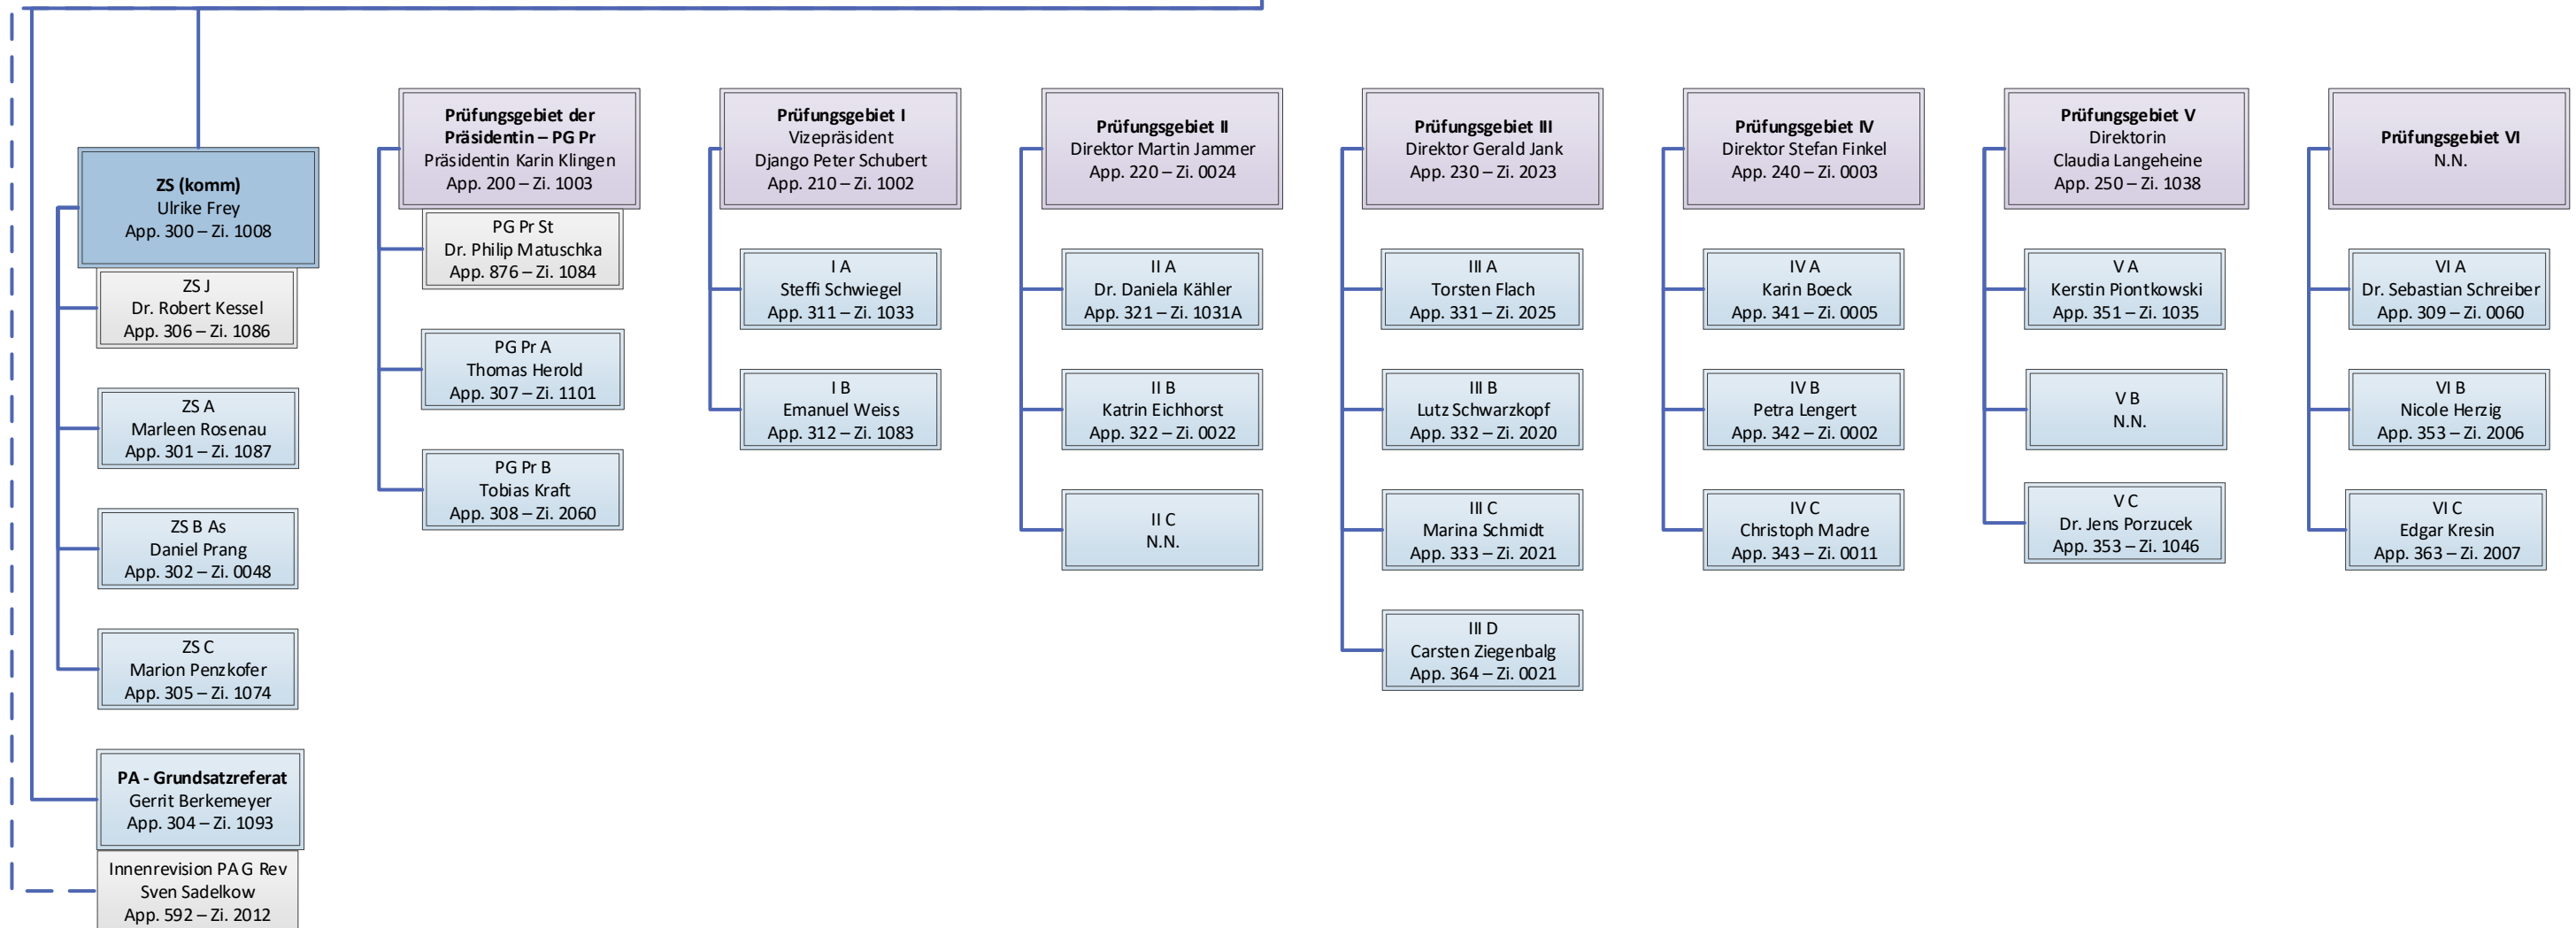 ZS (komm)
Ulrike Frey
App. 300 – Zi. 1008
ZS J
Dr. Robert Kessel
App. 306 – Zi. 1086
ZS A
Marleen Rosenau
App. 301 – Zi. 1087
ZS B As
Daniel Prang
App. 302 – Zi. 0048
ZS C
Marion Penzkofer
App. 305 – Zi. 1074
PA - Grundsatzreferat
Gerrit Berkemeyer
App. 304 – Zi. 1093
Innenrevision PA G Rev
Sven Sadelkow
App. 592 – Zi. 2012
Prüfungsgebiet der
Präsidentin – PG Pr
Präsidentin Karin Klingen
App. 200 – Zi. 1003
PG Pr St
Dr. Philip Matuschka
App. 876 – Zi. 1084
PG Pr A
Thomas Herold
App. 307 – Zi. 1101
PG Pr B
Tobias Kraft
App. 308 – Zi. 2060
Prüfungsgebiet I
Vizepräsident
Django Peter Schubert
App. 210 – Zi. 1002
I A
Steffi Schwiegel
App. 311 – Zi. 1033
I B
Emanuel Weiss
App. 312 – Zi. 1083
Prüfungsgebiet II
Direktor Martin Jammer
App. 220 – Zi. 0024
II A
Dr. Daniela Kähler
App. 321 – Zi. 1031A
II B
Katrin Eichhorst
App. 322 – Zi. 0022
II C
N.N.
Prüfungsgebiet III
Direktor Gerald Jank
App. 230 – Zi. 2023
III A
Torsten Flach
App. 331 – Zi. 2025
III B
Lutz Schwarzkopf
App. 332 – Zi. 2020
III C
Marina Schmidt
App. 333 – Zi. 2021
III D
Carsten Ziegenbalg
App. 364 – Zi. 0021
Prüfungsgebiet IV
Direktor Stefan Finkel
App. 240 – Zi. 0003
IV A
Karin Boeck
App. 341 – Zi. 0005
IV B
Petra Lengert
App. 342 – Zi. 0002
IV C
Christoph Madre
App. 343 – Zi. 0011
Prüfungsgebiet V
Direktorin
Claudia Langeheine
App. 250 – Zi. 1038
V A
Kerstin Piontkowski
App. 351 – Zi. 1035
V B
N.N.
V C
Dr. Jens Porzucek
App. 353 – Zi. 1046
Prüfungsgebiet VI
N.N.
VI A
Dr. Sebastian Schreiber
App. 309 – Zi. 0060
VI B
Nicole Herzig
App. 353 – Zi. 2006
VI C
Edgar Kresin
App. 363 – Zi. 2007